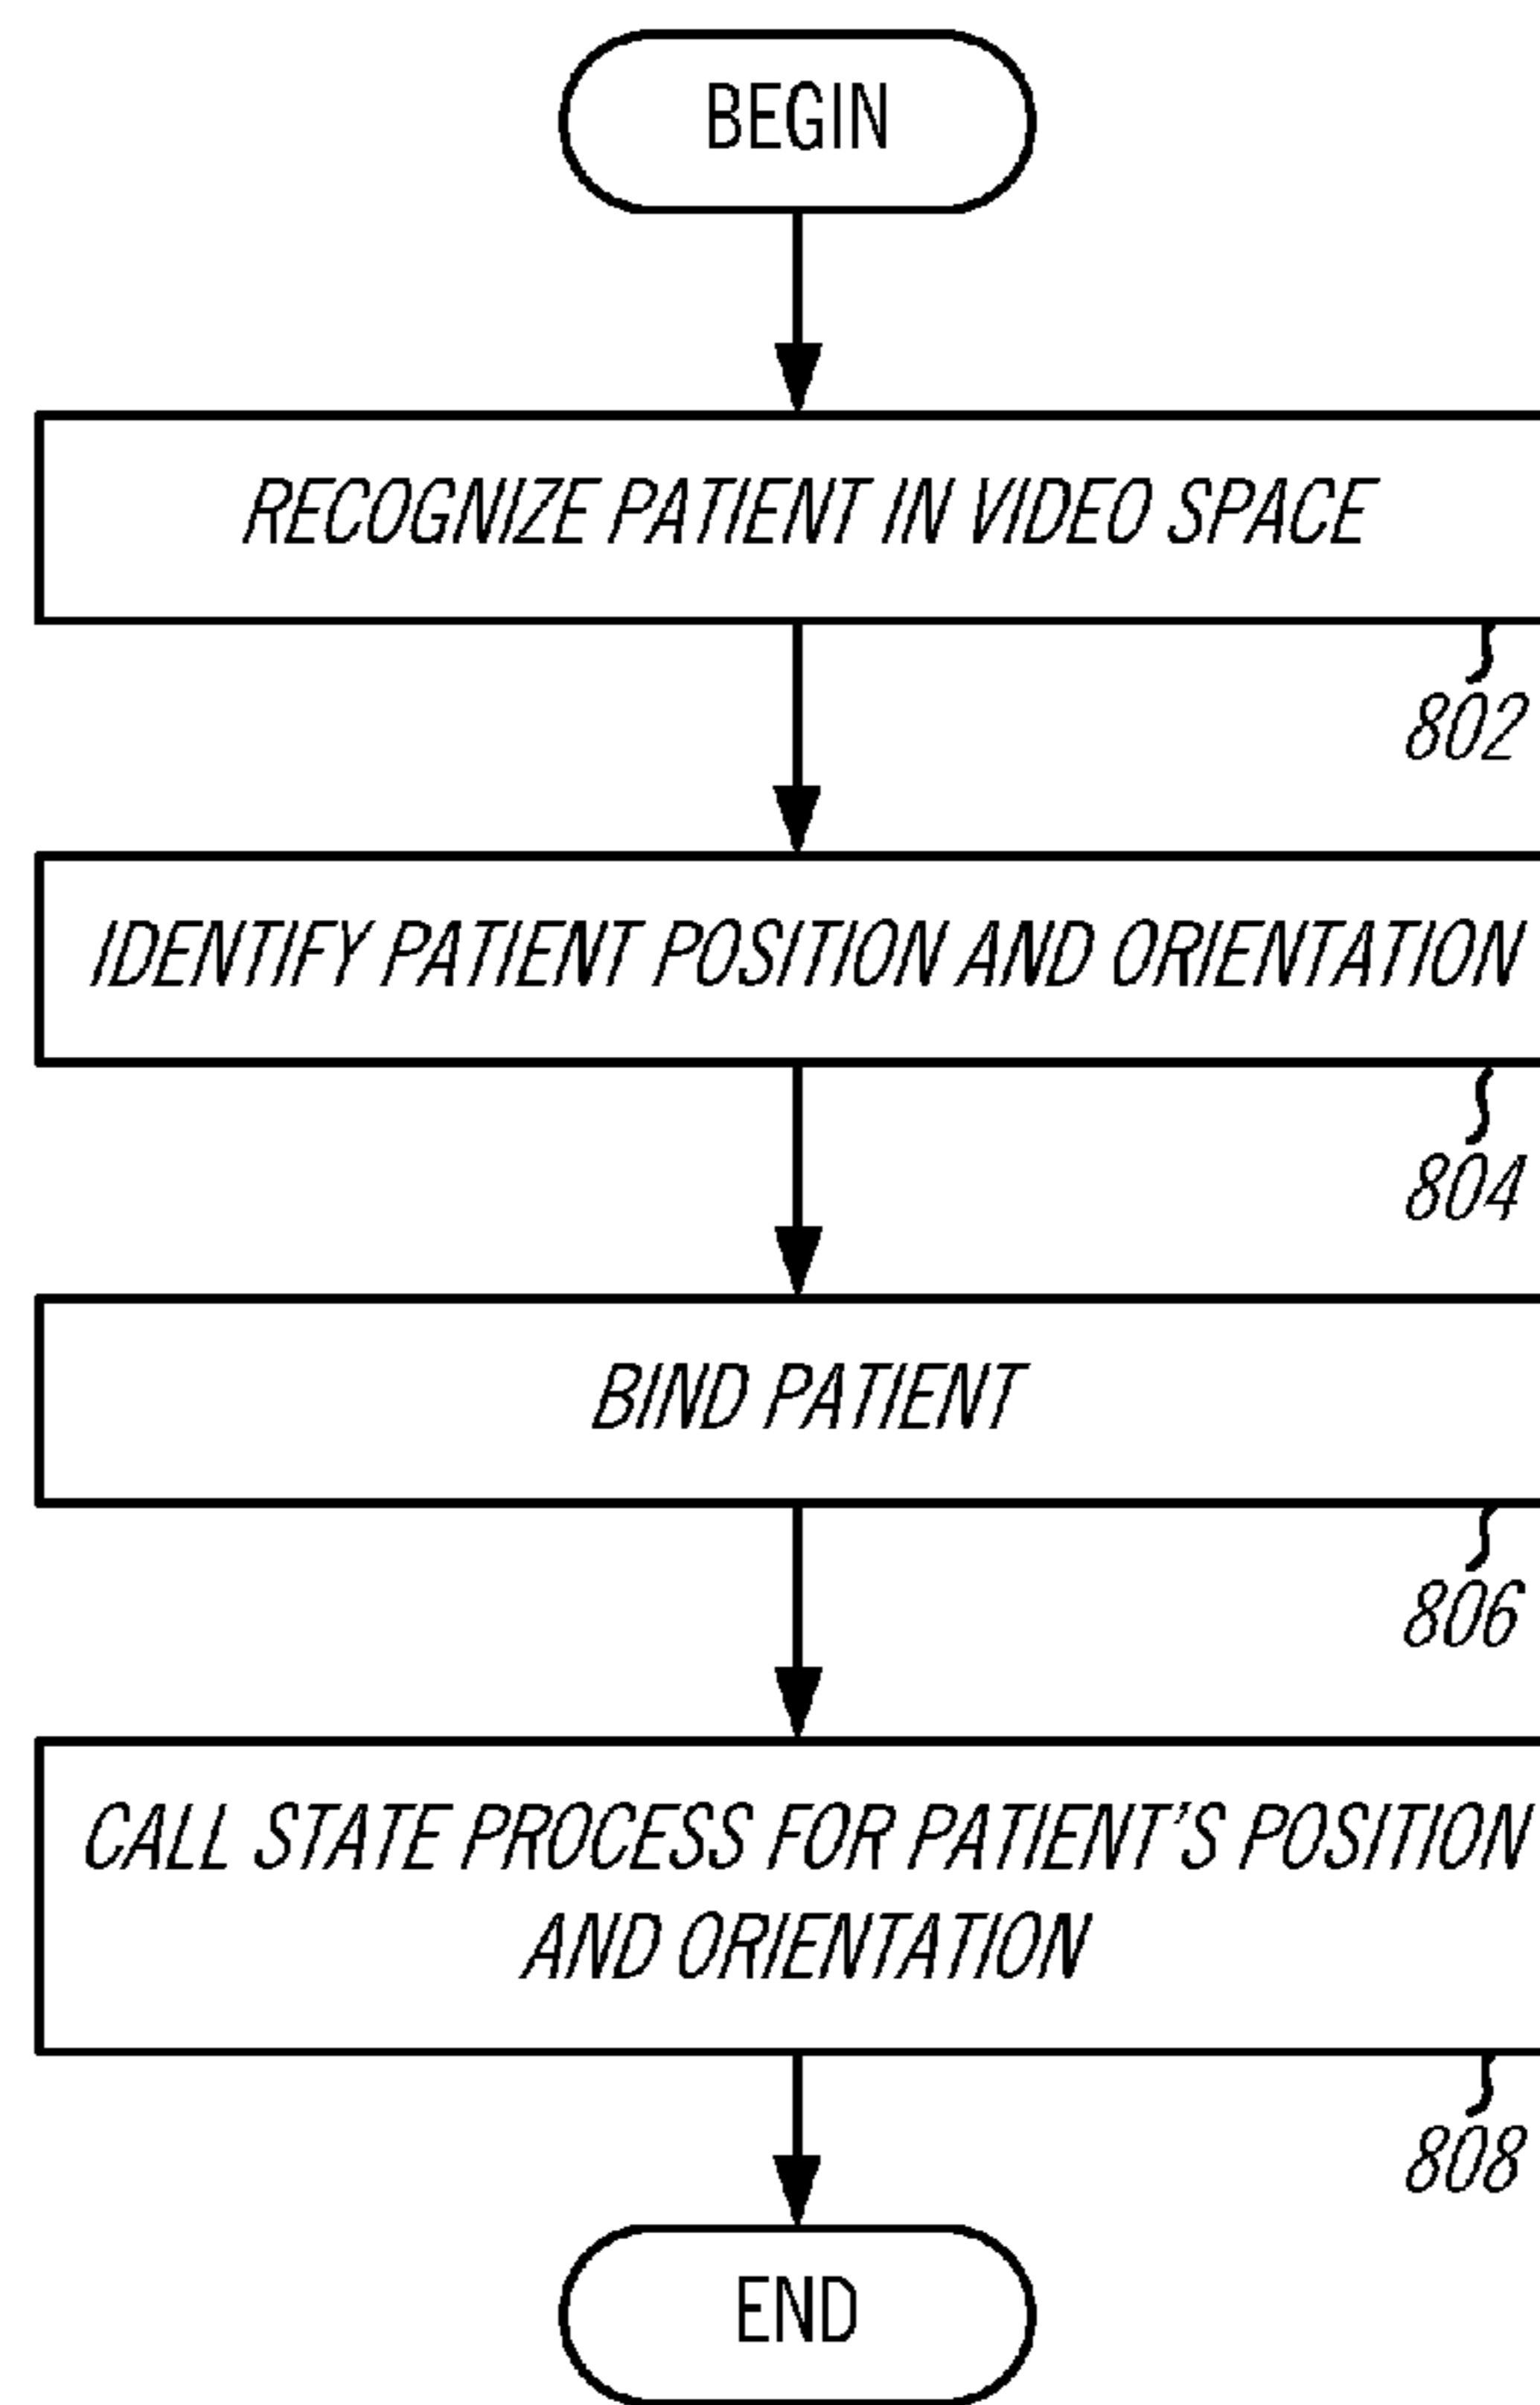 BEGIN
RECOGNIZE PATIENT IN VIDEO SPACE
802
IDENTIFY PATIENT POSITION AND ORIENTATION
804
BIND PATIENT
806
CALL STATE PROCESS FOR PATIENT'S POSITION
AND ORIENTATION
808
END